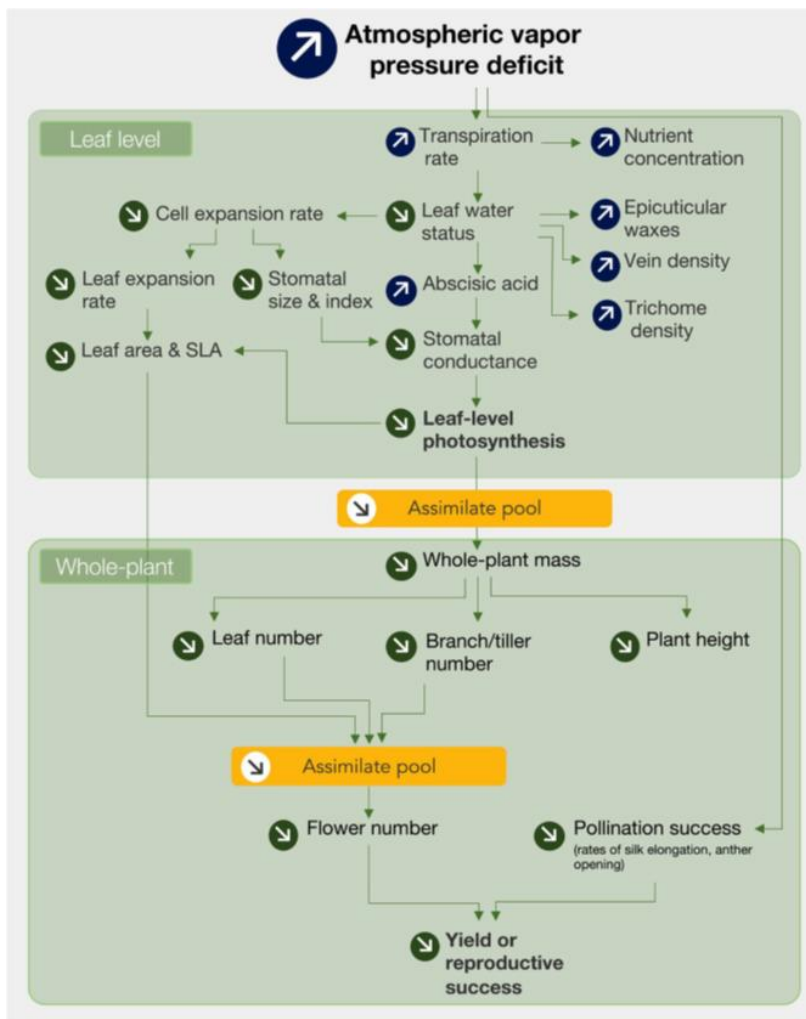 Atmospheric vapor
pressure deficit
Leaf level
Transpiration
rate
Nutrient
concentration
Cell expansion rate
Leaf water
status
Epicuticular
waxes
Vein density
Leaf expansion
rate
Stomatal
size & index
Abscisic acid
Trichome
density
Leaf area & SLA
Stomatal
conductance
Leaf-level
photosynthesis
Assimilate pool
Whole-plant
Whole-plant mass
Leaf number
Branch/tiller
number
Plant height
Assimilate pool
Flower number
Pollination success
(rates of silk elongation, anther
opening)
Yield or
reproductive
success